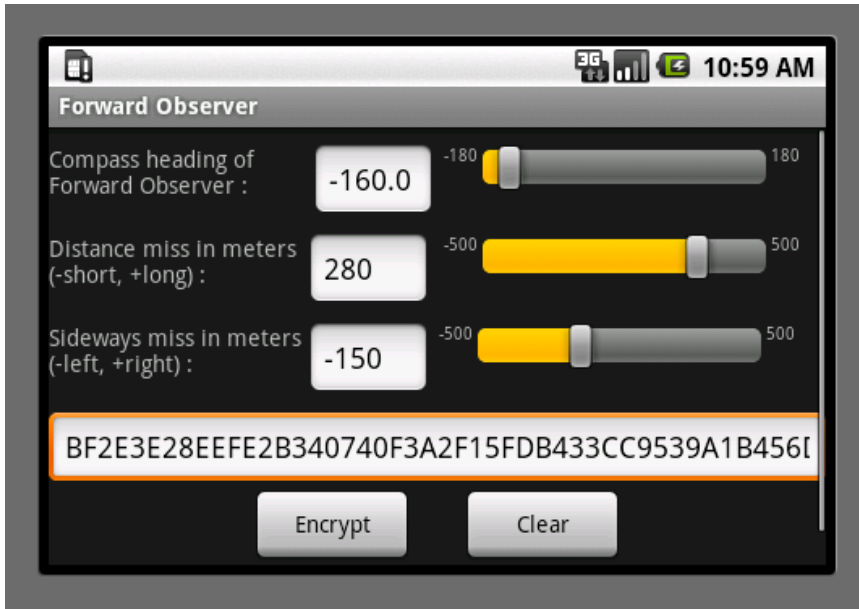 3G 10:59 AM
Forward Observer
Compass heading of
Forward Observer :
-160.0
-180 180
Distance miss in meters
(-short, +long) :
280
-500 500
Sideways miss in meters
(-left, +right) :
-150
-500 500
BF2E3E28EEFE2B340740F3A2F15FDB433CC9539A1B456
Encrypt Clear